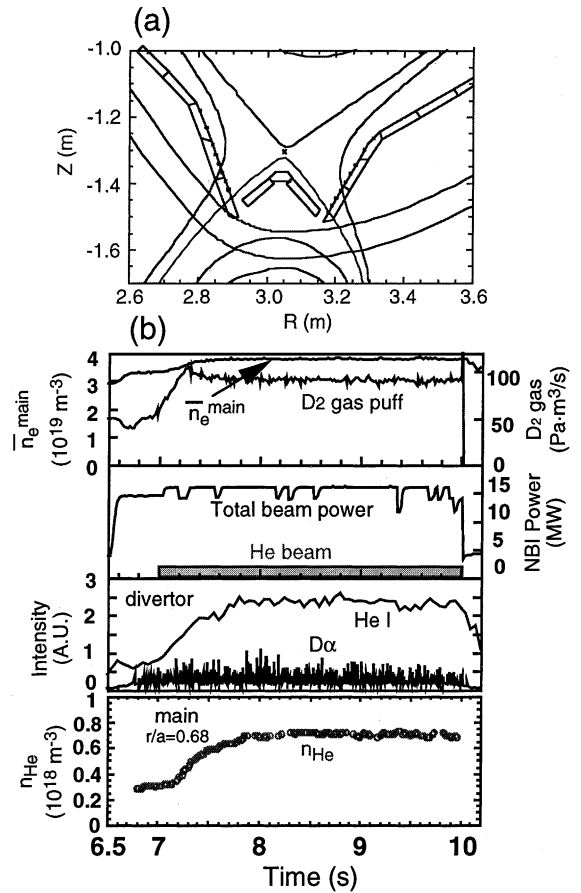 (a)
-1.0
-1.2
-1.4
-1.6
Z (m)
2.6 2.8 3.0 3.2 3.4 3.6
R (m)
(b)
4
3
2
1
0
n̅e main
(10¹⁹ m⁻³)
n̅e main
D₂ gas puff
100
50
0
D₂ gas
(Pa·m³/s)
Total beam power
He beam
15
10
5
0
NBI Power
(MW)
3
2
1
0
Intensity
(A.U.)
divertor
He I
Dα
1
0.8
0.6
0.4
0.2
0
nHe
(10¹⁸ m⁻³)
main
r/a=0.68
nHe
6.5 7 8 9 10
Time (s)